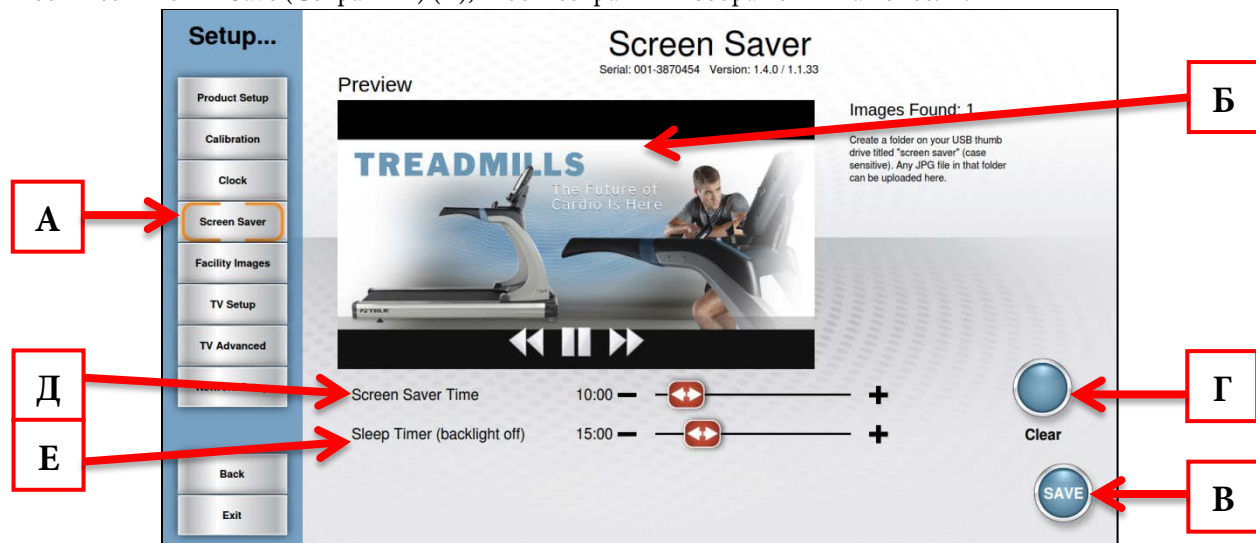 Setup...
Screen Saver
Serial: 001-3870454 Version: 1.4.0 / 1.1.33
Product Setup
Calibration
Clock
Screen Saver
Facility Images
TV Setup
TV Advanced
Back
Exit
Preview
TREADMILLS
The Future of
Cardio Is Here
TRUE
Images Found: 1
Create a folder on your USB thumb
drive titled "screen saver" (case
sensitive). Any JPG file in that folder
can be uploaded here.
Screen Saver Time 10:00
Sleep Timer (backlight off) 15:00
Clear
SAVE
А
Б
Д
Е
Г
В